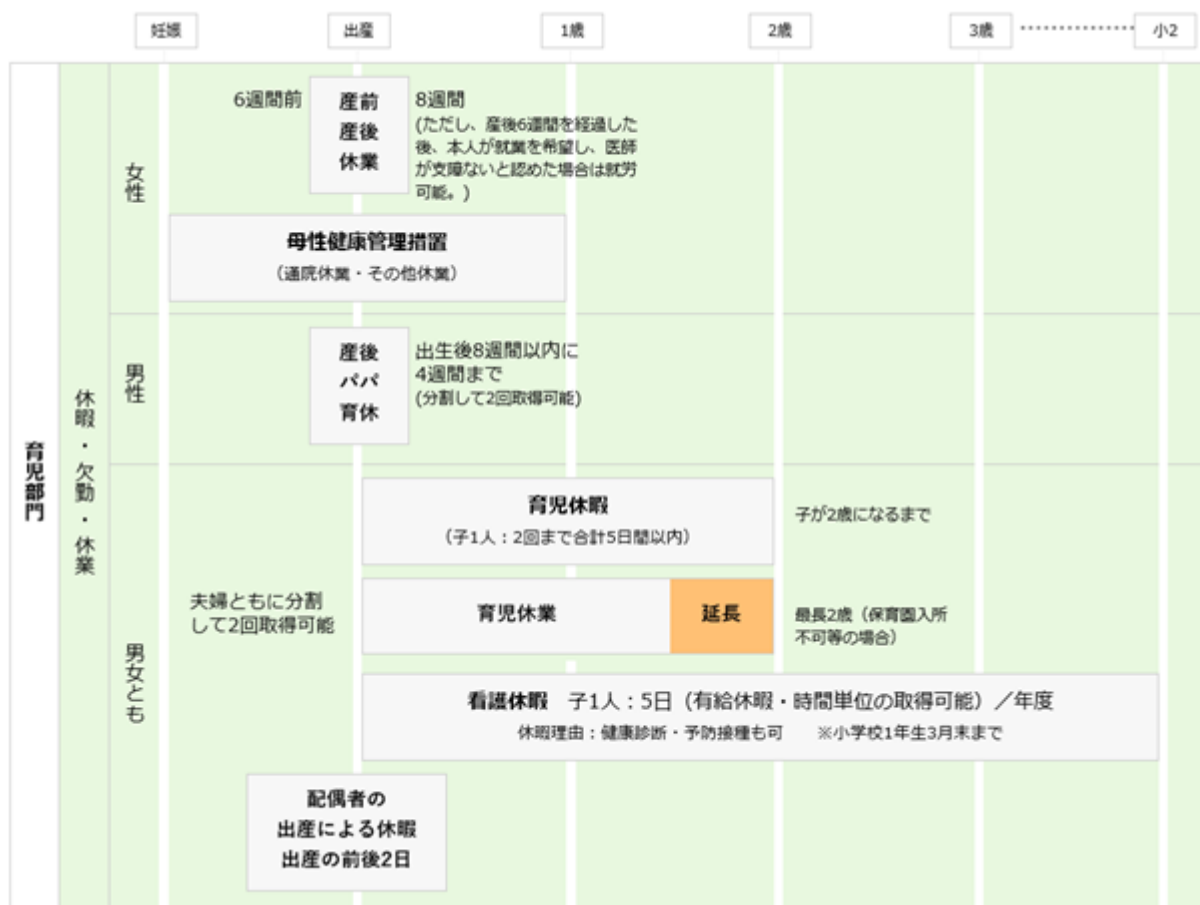 妊娠
出産
1歳
2歳
3歳
小2
育児部門
休暇・欠勤・休業
女性
6週間前
産前
産後
休業
8週間
(ただし、産後6週間を経過した
後、本人が就業を希望し、医師
が支障ないと認めた場合は就労
可能。)
母性健康管理措置
(通院休業・その他休業)
男性
産後
パパ
育休
出生後8週間以内に
4週間まで
(分割して2回取得可能)
男女とも
育児休暇
(子1人：2回まで合計5日間以内)
子が2歳になるまで
夫婦ともに分割
して2回取得可能
育児休業
延長
最長2歳（保育園入所
不可等の場合）
看護休暇　子1人：5日（有給休暇・時間単位の取得可能）／年度
休暇理由：健康診断・予防接種も可　　※小学校1年生3月末まで
配偶者の
出産による休暇
出産の前後2日